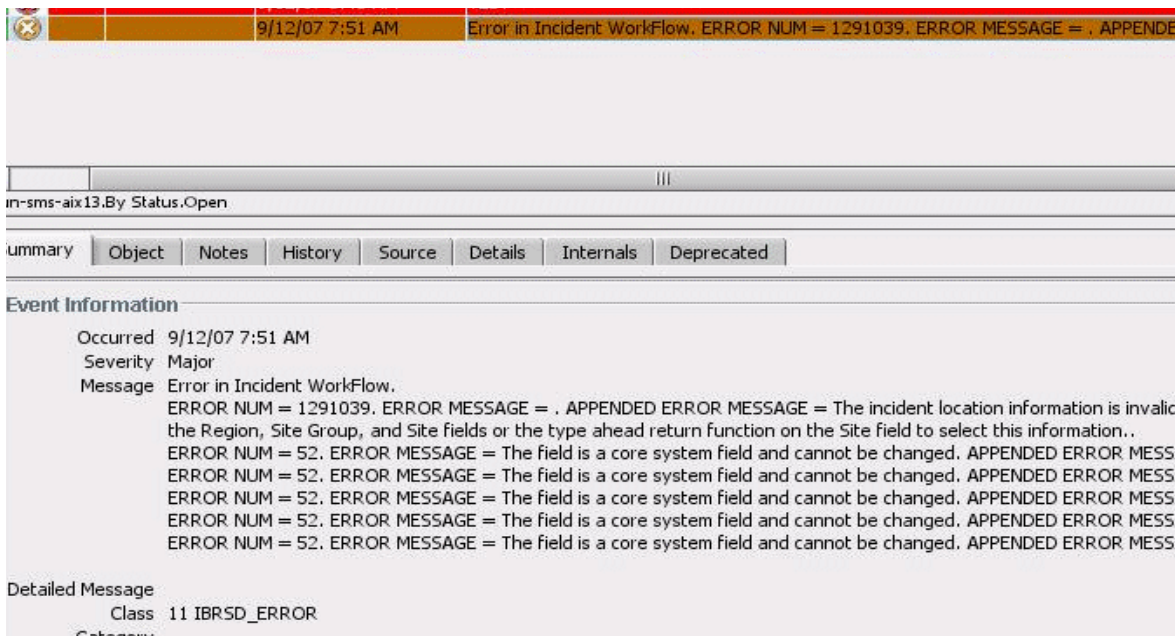 9/12/07 7:51 AM Error in Incident WorkFlow. ERROR NUM = 1291039. ERROR MESSAGE = . APPENDE
n-sms-aix13.By Status.Open
ummary Object Notes History Source Details Internals Deprecated
Event Information
Occurred 9/12/07 7:51 AM
Severity Major
Message Error in Incident WorkFlow.
ERROR NUM = 1291039. ERROR MESSAGE = . APPENDED ERROR MESSAGE = The incident location information is invalid
the Region, Site Group, and Site fields or the type ahead return function on the Site field to select this information..
ERROR NUM = 52. ERROR MESSAGE = The field is a core system field and cannot be changed. APPENDED ERROR MESS
ERROR NUM = 52. ERROR MESSAGE = The field is a core system field and cannot be changed. APPENDED ERROR MESS
ERROR NUM = 52. ERROR MESSAGE = The field is a core system field and cannot be changed. APPENDED ERROR MESS
ERROR NUM = 52. ERROR MESSAGE = The field is a core system field and cannot be changed. APPENDED ERROR MESS
ERROR NUM = 52. ERROR MESSAGE = The field is a core system field and cannot be changed. APPENDED ERROR MESS
Detailed Message
Class 11 IBRSD_ERROR